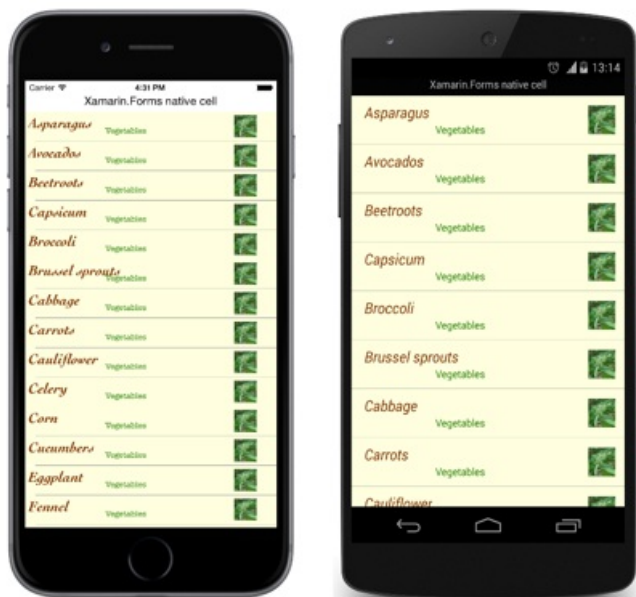 Carrier 4:31 PM
Xamarin.Forms native cell
Asparagus
Vegetables
Avocados
Vegetables
Beetroots
Vegetables
Capsicum
Vegetables
Broccoli
Vegetables
Brussel sprouts
Vegetables
Cabbage
Vegetables
Carrots
Vegetables
Cauliflower
Vegetables
Celery
Vegetables
Corn
Vegetables
Cucumbers
Vegetables
Eggplant
Vegetables
Fennel
Vegetables
13:14
Xamarin.Forms native cell
Asparagus
Vegetables
Avocados
Vegetables
Beetroots
Vegetables
Capsicum
Vegetables
Broccoli
Vegetables
Brussel sprouts
Vegetables
Cabbage
Vegetables
Carrots
Vegetables
Cauliflower